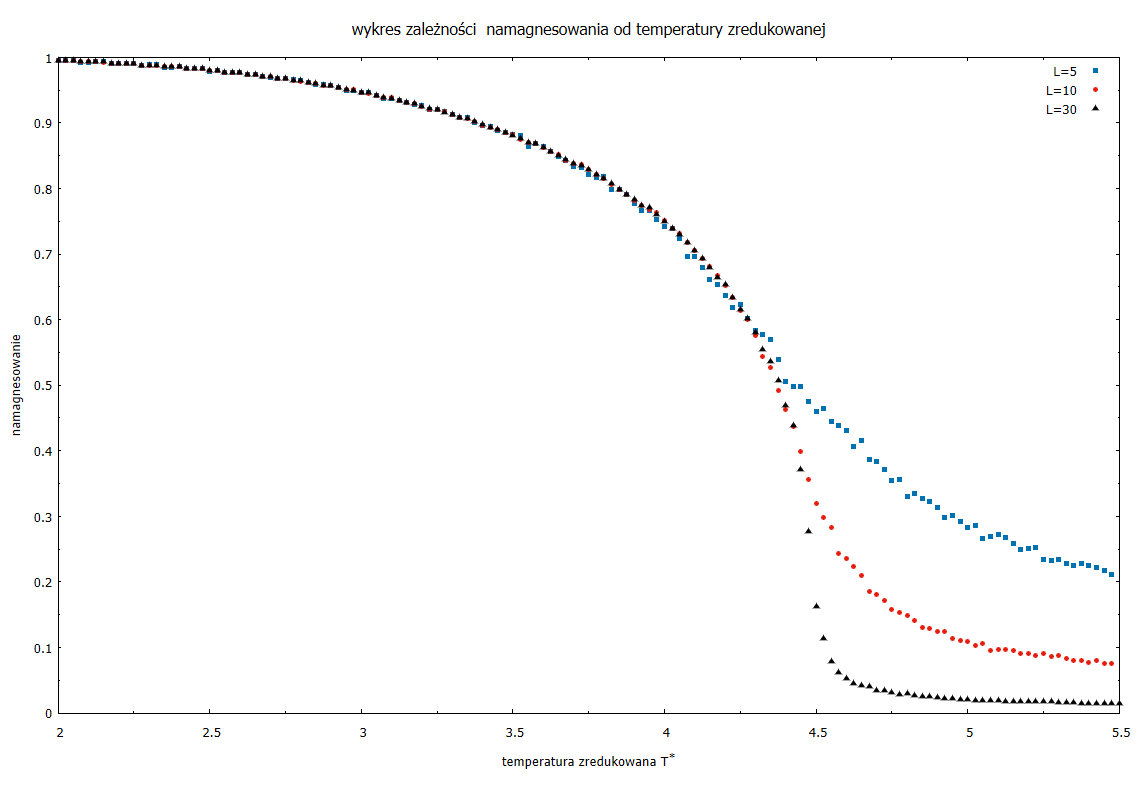 wykres zależności  namagnesowania od temperatury zredukowanej
L=5
L=10
L=30
1
0.9
0.8
0.7
0.6
0.5
0.4
0.3
0.2
0.1
0
namagnesowanie
2 2.5 3 3.5 4 4.5 5 5.5
temperatura zredukowana T*